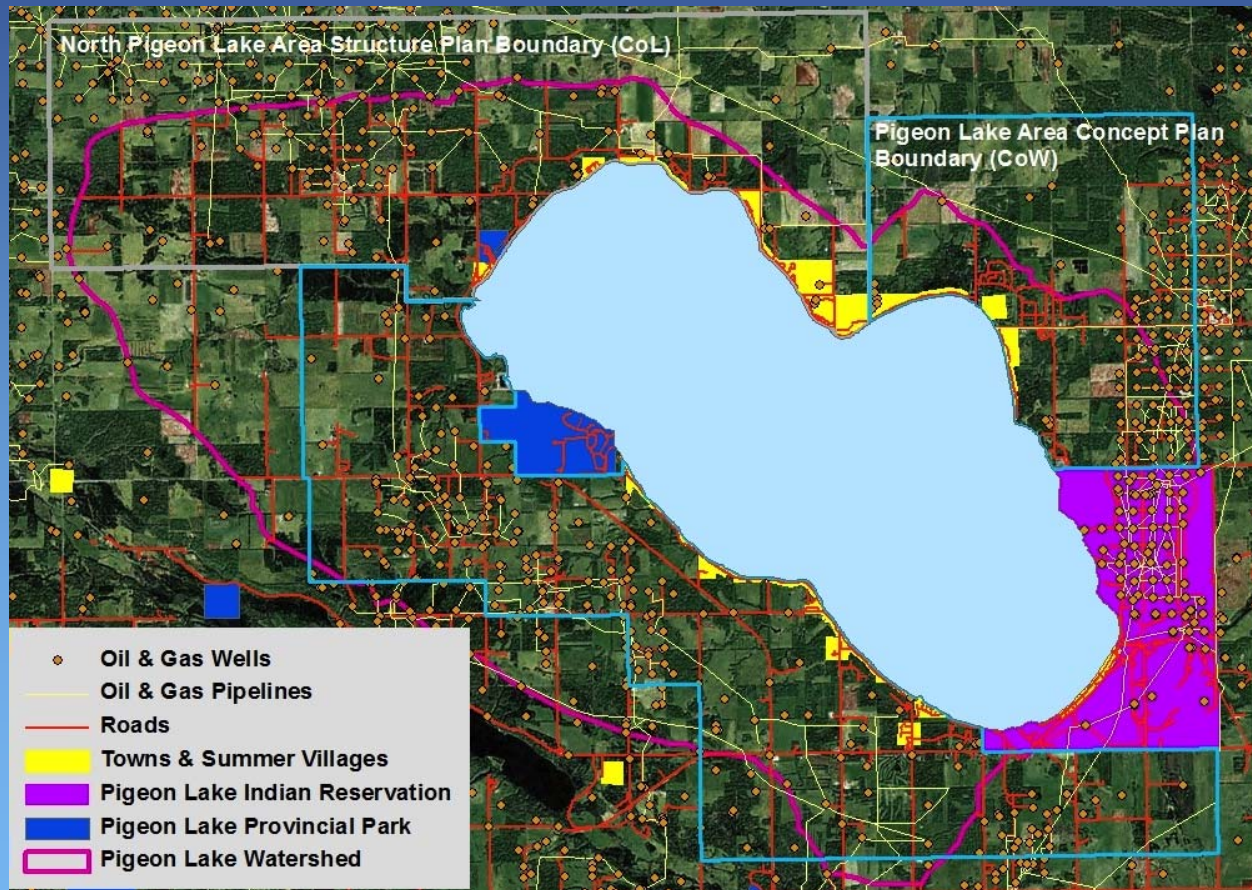 North Pigeon Lake Area Structure Plan Boundary (CoL)
Pigeon Lake Area Concept Plan
Boundary (CoW)
Oil & Gas Wells
Oil & Gas Pipelines
Roads
Towns & Summer Villages
Pigeon Lake Indian Reservation
Pigeon Lake Provincial Park
Pigeon Lake Watershed